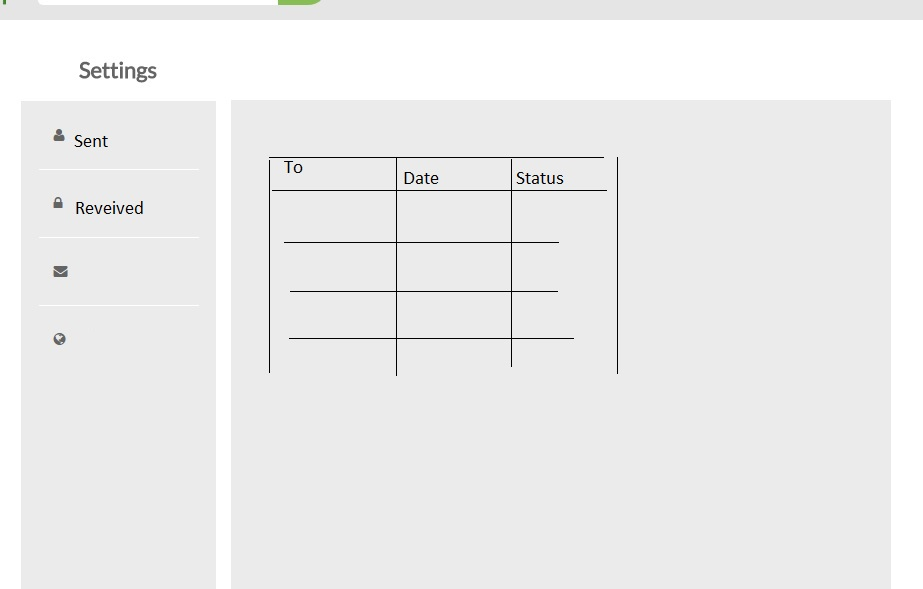 Settings
Sent
Reveived
To
Date
Status